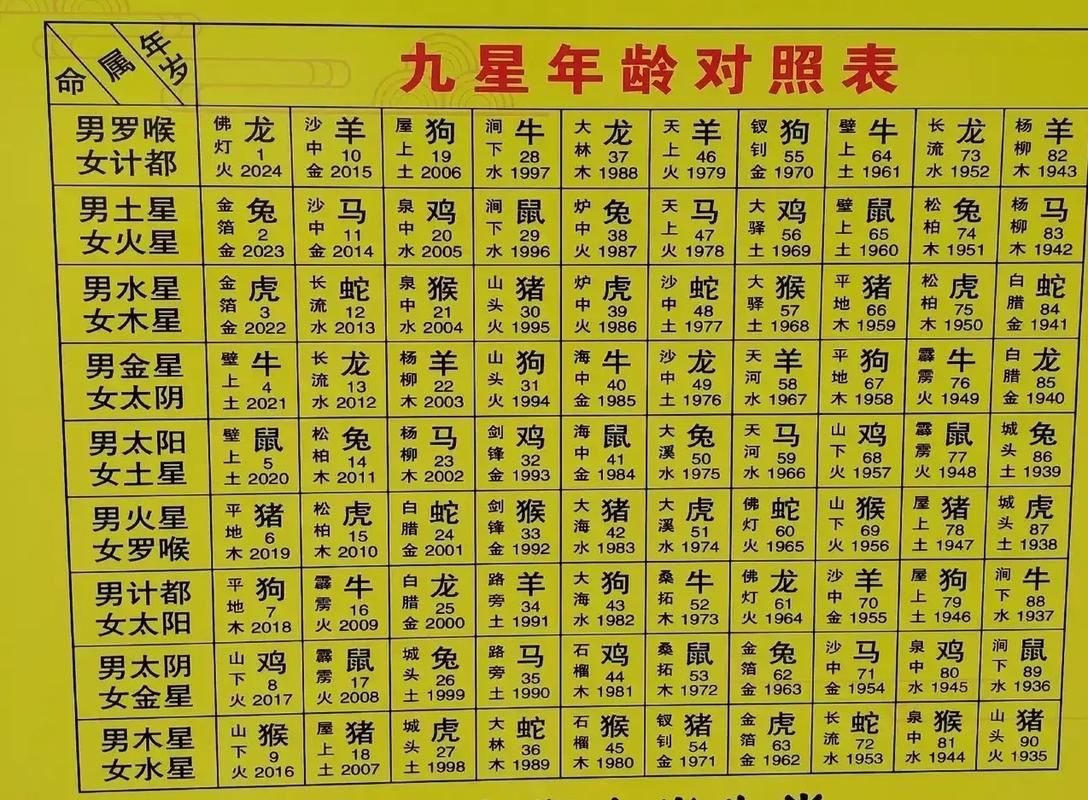 命 属 年岁
九星年龄对照表
男罗喉
女计都
佛灯火 龙 1 2024
沙中金 羊 10 2015
屋上土 狗 19 2006
涧下水 牛 28 1997
大林木 龙 37 1988
天上火 羊 46 1979
钗钊金 狗 55 1970
壁上土 牛 64 1961
长流水 龙 73 1952
杨柳木 羊 82 1943
男土星
女火星
金箔金 兔 2 2023
沙中金 马 11 2014
泉中水 鸡 20 2005
涧下水 鼠 29 1996
炉中火 兔 38 1987
天上火 马 47 1978
大驿土 鸡 56 1969
壁上土 鼠 65 1960
松柏木 兔 74 1951
杨柳木 马 83 1942
男水星
女木星
金箔金 虎 3 2022
长流水 蛇 12 2013
泉中水 猴 21 2004
山头火 猪 30 1995
炉中火 虎 39 1986
沙中土 蛇 48 1977
大驿土 猴 57 1968
平地木 猪 66 1959
松柏木 虎 75 1950
白腊金 蛇 84 1941
男金星
女太阴
壁上土 牛 4 2021
长流水 龙 13 2012
杨柳木 羊 22 2003
山头火 狗 31 1994
海中金 牛 40 1985
沙中土 龙 49 1976
天河水 羊 58 1967
平地木 狗 67 1958
霹雳火 牛 76 1949
白腊金 龙 85 1940
男太阳
女土星
壁上土 鼠 5 2020
松柏木 兔 14 2011
杨柳木 马 23 2002
剑锋金 鸡 32 1993
海中金 鼠 41 1984
大溪水 兔 50 1975
天河水 马 59 1966
山下火 鸡 68 1957
霹雳火 鼠 77 1948
城头土 兔 86 1939
男火星
女罗喉
平地木 猪 6 2019
松柏木 虎 15 2010
白腊金 蛇 24 2001
剑锋金 猴 33 1992
大海水 猪 42 1983
大溪水 虎 51 1974
佛灯火 蛇 60 1965
山下火 猴 69 1956
屋上土 猪 78 1947
城头土 虎 87 1938
男计都
女太阳
平地木 狗 7 2018
霹雳火 牛 16 2009
白腊金 龙 25 2000
路旁土 羊 34 1991
大海水 狗 43 1982
桑拓木 牛 52 1973
佛灯火 龙 61 1964
沙中金 羊 70 1955
屋上土 狗 79 1946
涧下水 牛 88 1937
男太阴
女金星
山下火 鸡 8 2017
霹雳火 鼠 17 2008
城头土 兔 26 1999
路旁土 马 35 1990
石榴木 鸡 44 1981
桑拓木 鼠 53 1972
金箔金 兔 62 1963
沙中金 马 71 1954
泉中水 鸡 80 1945
涧下水 鼠 89 1936
男木星
女水星
山下火 猴 9 2016
屋上土 猪 18 2007
城头土 虎 27 1998
大林木 蛇 36 1989
石榴木 猴 45 1980
钗钊金 猪 54 1971
金箔金 虎 63 1962
长流水 蛇 72 1953
泉中水 猴 81 1944
山头火 猪 90 1935